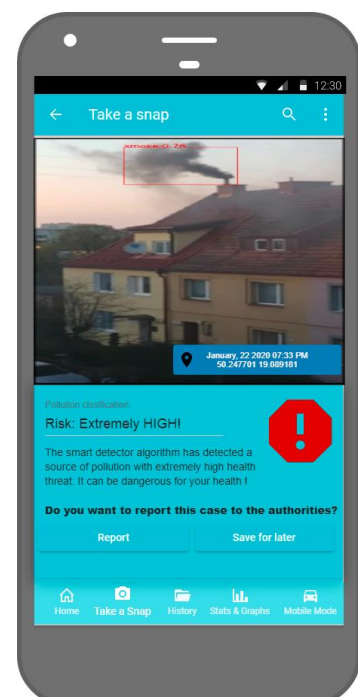 12:30
Take a snap
smoke:0.78
January, 22 2020 07:33 PM
50.247701 19.089181
Pollution clssification:
Risk: Extremely HIGH!
The smart detector algorithm has detected a
source of pollution with extremely high health
threat. It can be dangerous for your health !
Do you want to report this case to the authorities?
Report Save for later
Home Take a Snap History Stats & Graphs Mobile Mode